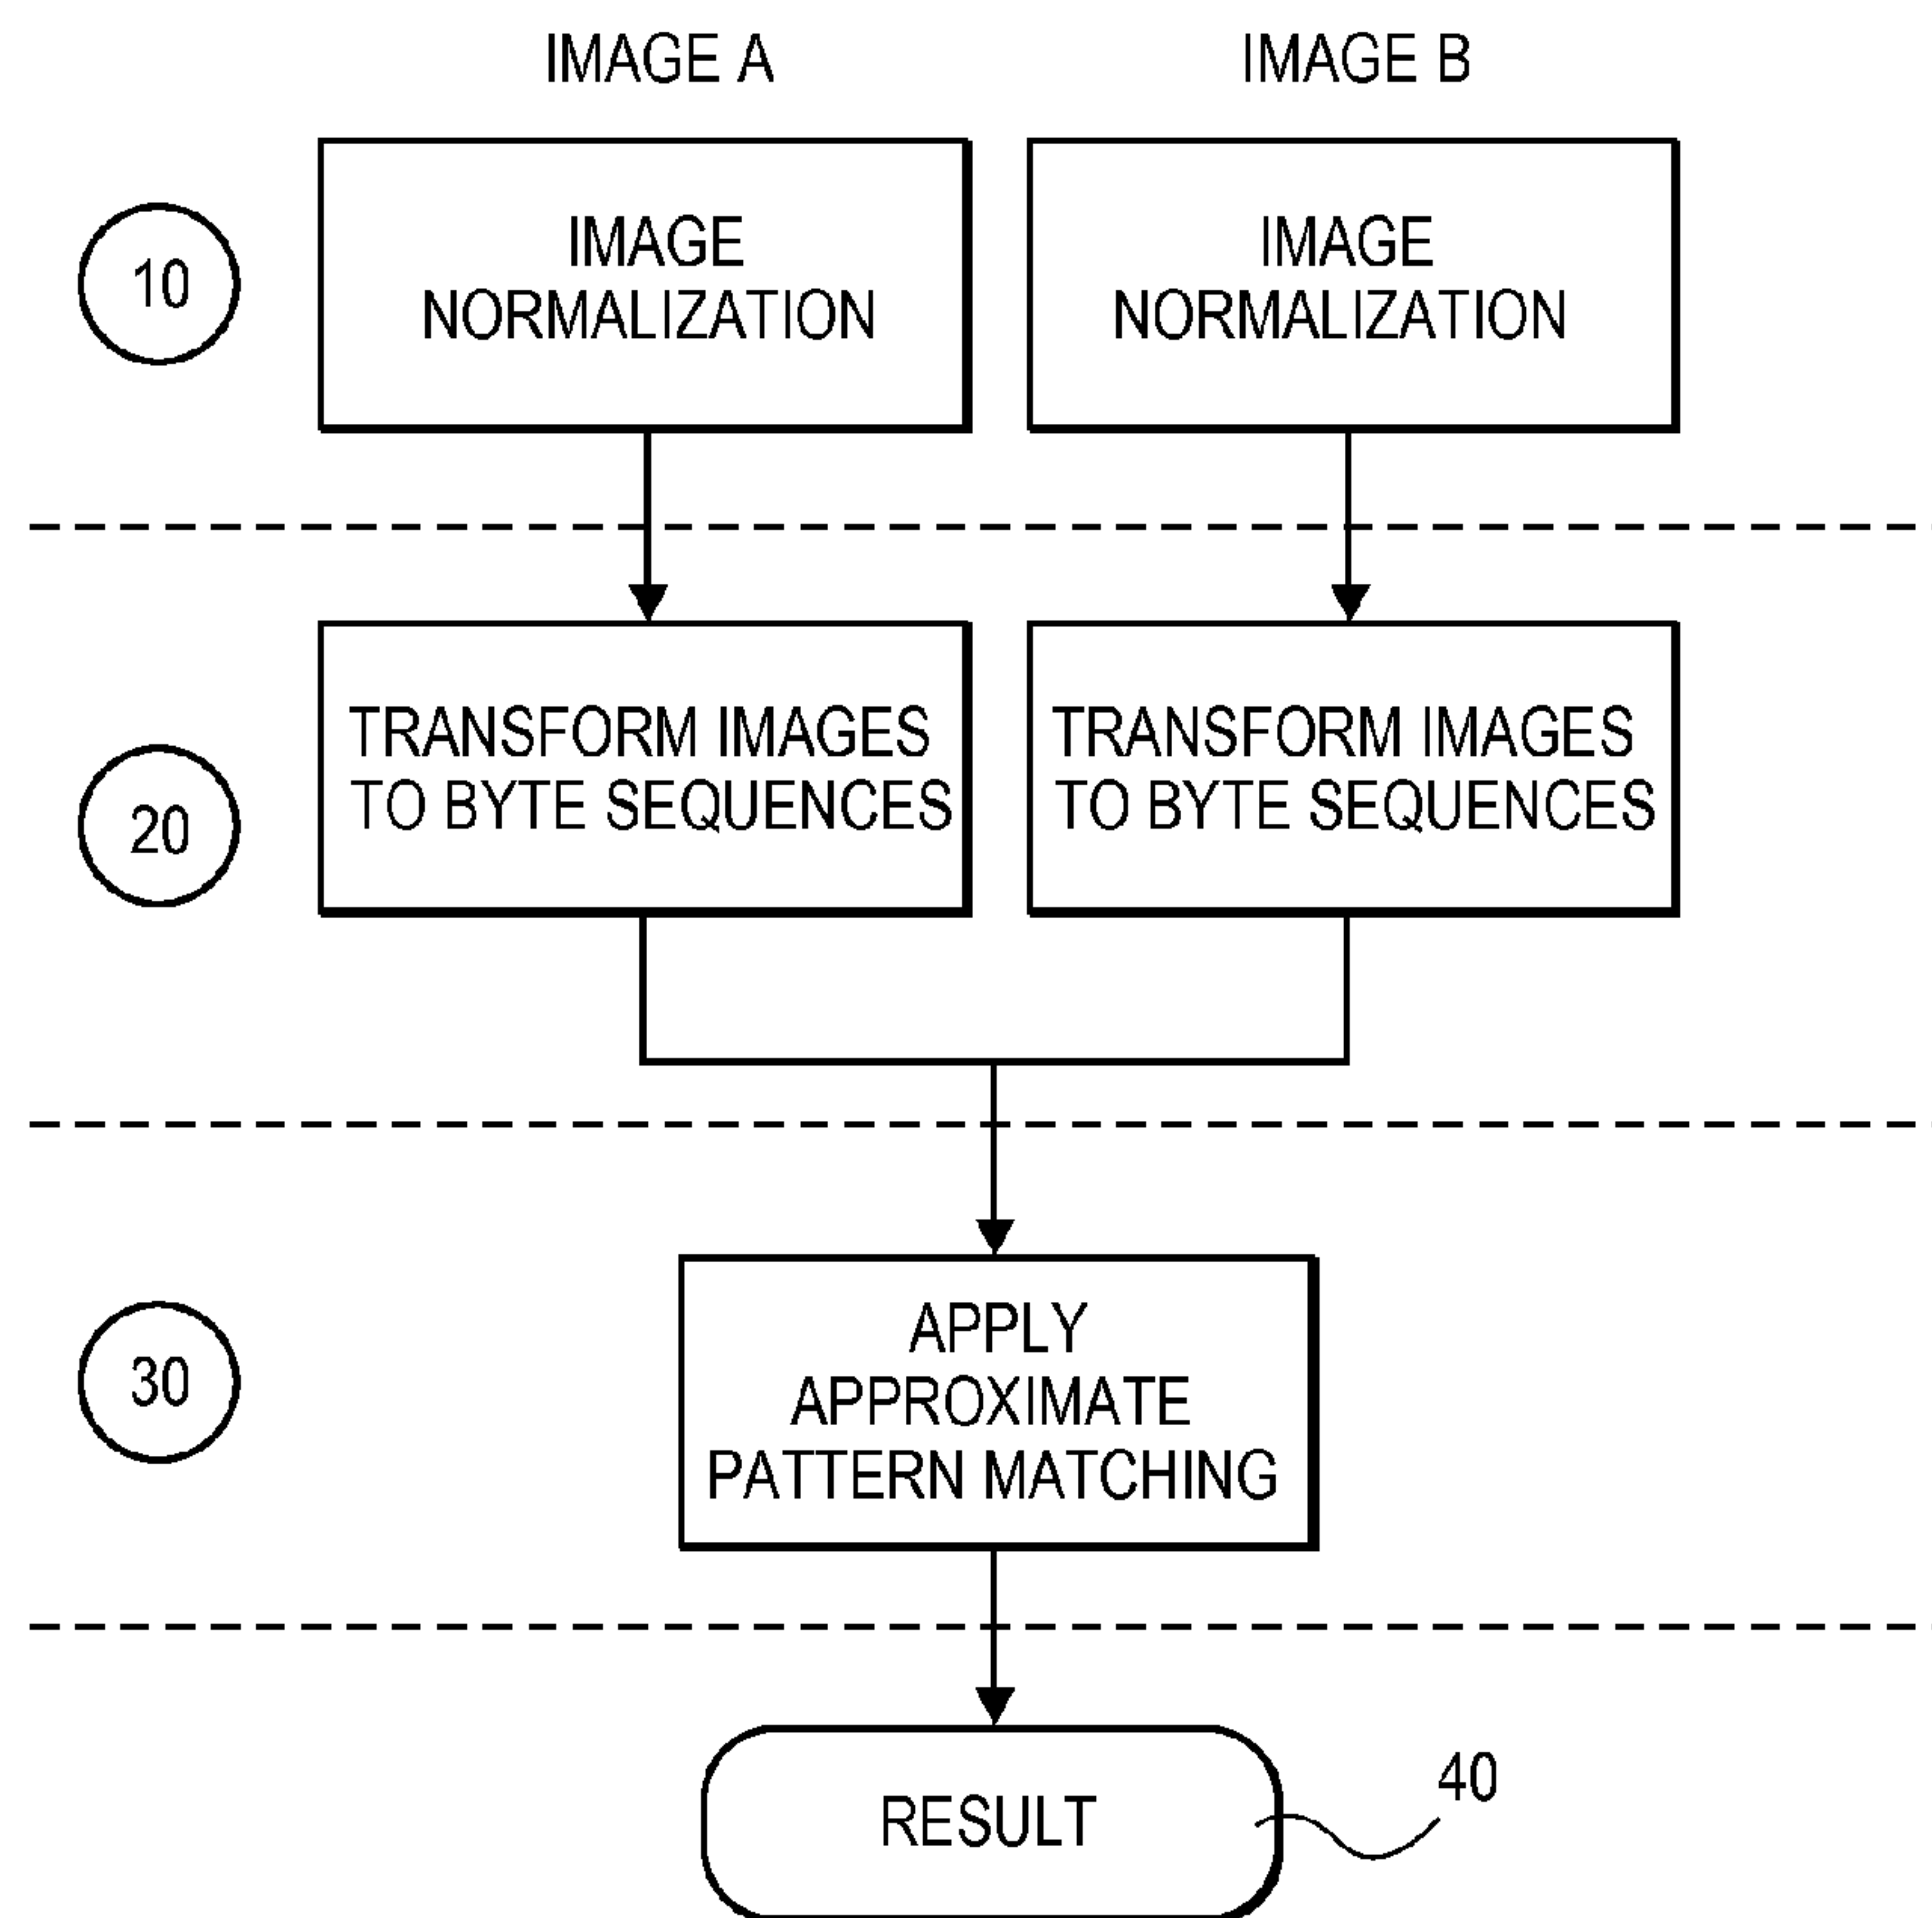 IMAGE A
IMAGE B
10
IMAGE
NORMALIZATION
IMAGE
NORMALIZATION
20
TRANSFORM IMAGES
TO BYTE SEQUENCES
TRANSFORM IMAGES
TO BYTE SEQUENCES
30
APPLY
APPROXIMATE
PATTERN MATCHING
RESULT
40